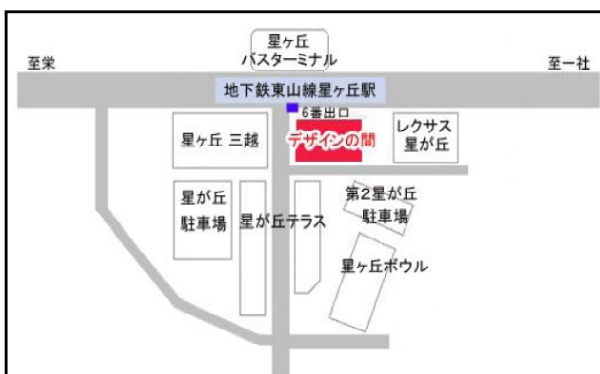 星ヶ丘
バスターミナル
至栄
至一社
地下鉄東山線星ヶ丘駅
6番出口
星ヶ丘 三越
デザインの間
レクサス
星が丘
星が丘
駐車場
星が丘テラス
第2星が丘
駐車場
星ヶ丘ボウル